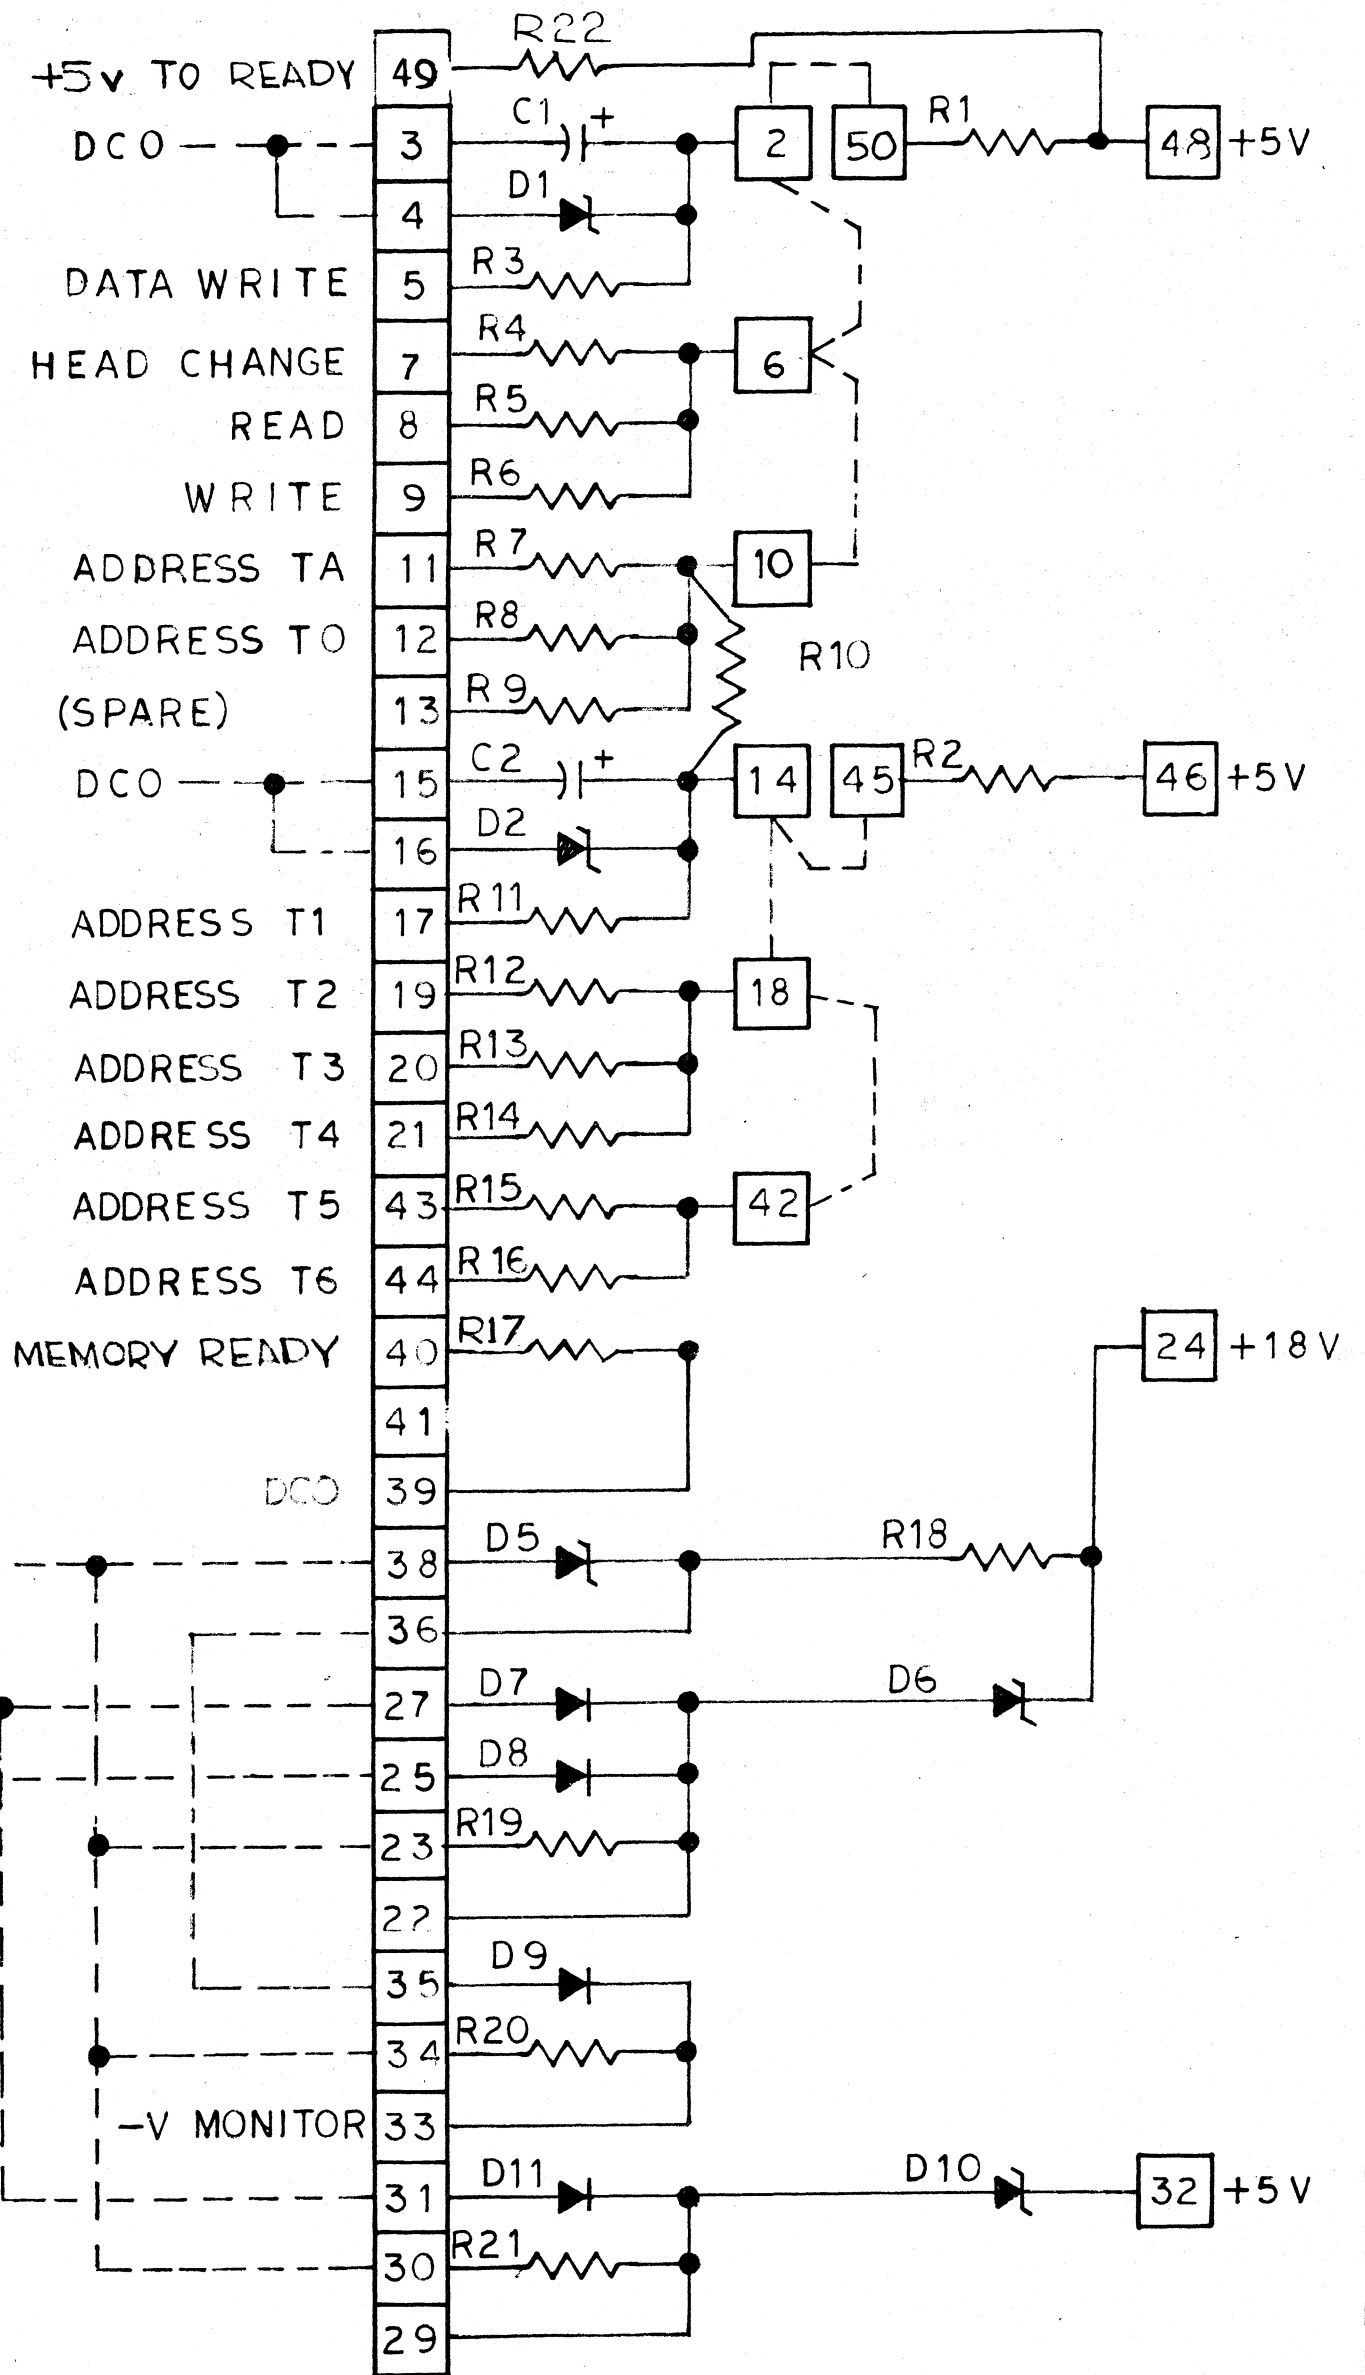 R22
+5v TO READY 49
DCO 3 C1 + 2 50 R1 48 +5V
4 D1
DATA WRITE 5 R3
HEAD CHANGE 7 R4 6
READ 8 R5
WRITE 9 R6
ADDRESS TA 11 R7 10
ADDRESS TO 12 R8 R10
(SPARE) 13 R9
DCO 15 C2 + 14 45 R2 46 +5V
16 D2
ADDRESS T1 17 R11
ADDRESS T2 19 R12 18
ADDRESS T3 20 R13
ADDRESS T4 21 R14
ADDRESS T5 43 R15 42
ADDRESS T6 44 R16
MEMORY READY 40 R17 24 +18V
41
DCO 39
38 D5 R18
36
27 D7 D6
25 D8
23 R19
22
35 D9
34 R20
-V MONITOR 33
31 D11 D10 32 +5V
30 R21
29